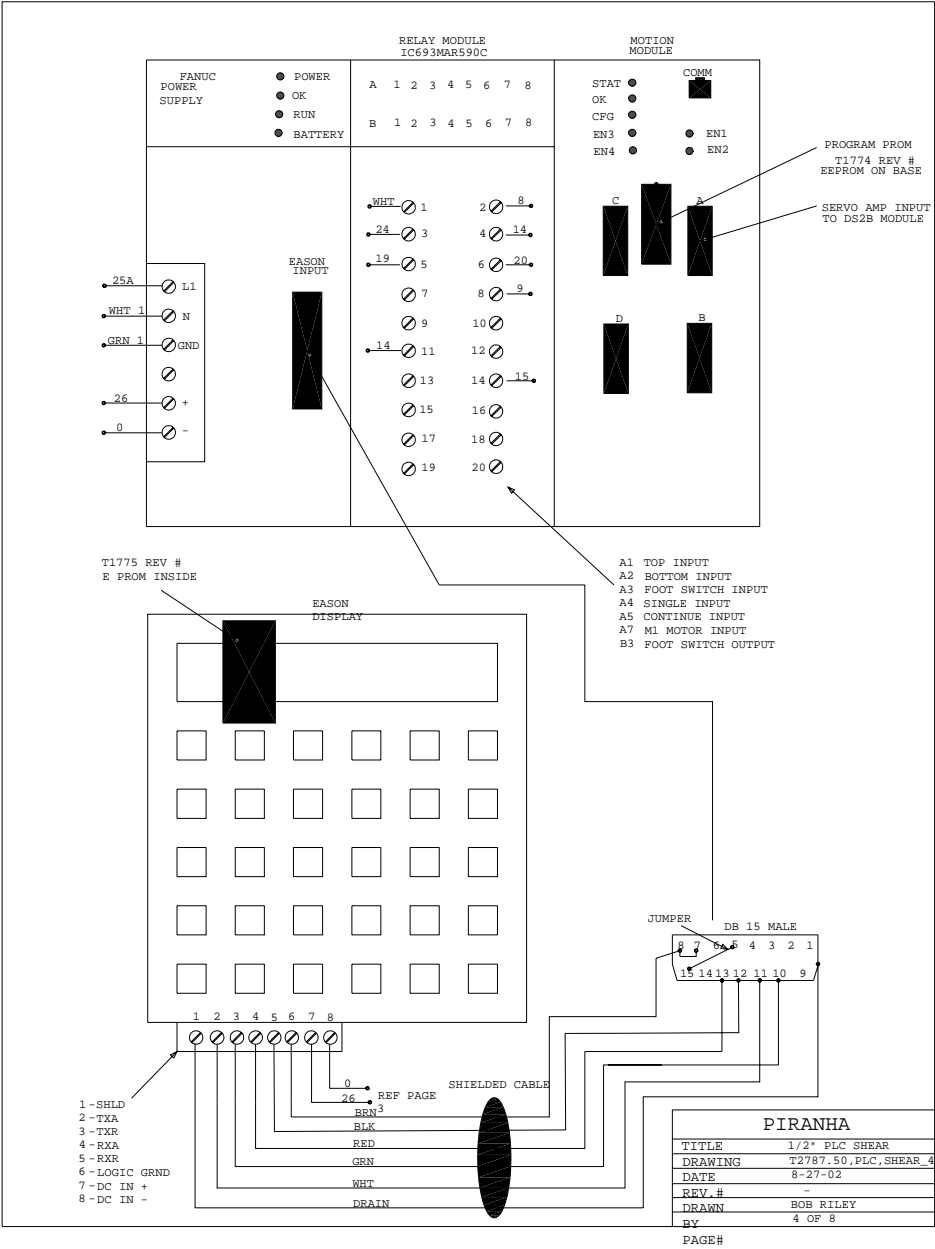 RELAY MODULE
IC693MAR590C
MOTION
MODULE
FANUC
POWER
SUPPLY
POWER
OK
RUN
BATTERY
A 1 2 3 4 5 6 7 8
B 1 2 3 4 5 6 7 8
COMM
STAT
OK
CFG
EN3
EN4
EN1
EN2
PROGRAM PROM
T1774 REV #
EEPROM ON BASE
SERVO AMP INPUT
TO DS2B MODULE
C
A
D
B
WHT 1 2 8
24 3 4 14
19 5 6 20
7 8 9
9 10
14 11 12
13 14 15
15 16
17 18
19 20
EASON
INPUT
25A L1
WHT 1 N
GRN 1 GND
26 +
0 -
T1775 REV #
E PROM INSIDE
A1 TOP INPUT
A2 BOTTOM INPUT
A3 FOOT SWITCH INPUT
A4 SINGLE INPUT
A5 CONTINUE INPUT
A7 M1 MOTOR INPUT
B3 FOOT SWITCH OUTPUT
EASON
DISPLAY
JUMPER
DB 15 MALE
8 7 6 5 4 3 2 1
15 14 13 12 11 10 9
1 2 3 4 5 6 7 8
0
26
REF PAGE
3
SHIELDED CABLE
BRN
BLK
RED
GRN
WHT
DRAIN
1-SHLD
2-TXA
3-TXR
4-RXA
5-RXR
6-LOGIC GRND
7-DC IN +
8-DC IN -
PIRANHA
TITLE 1/2" PLC SHEAR
DRAWING T2787.50,PLC,SHEAR_4
DATE 8-27-02
REV.# -
DRAWN BOB RILEY
BY 4 OF 8
PAGE#